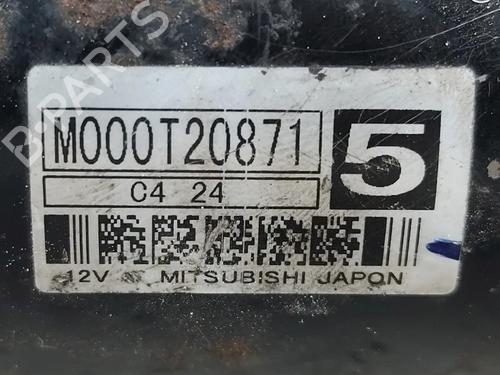 B-PARTS
M000T20871
5
C4 24
12V MITSUBISHI JAPON